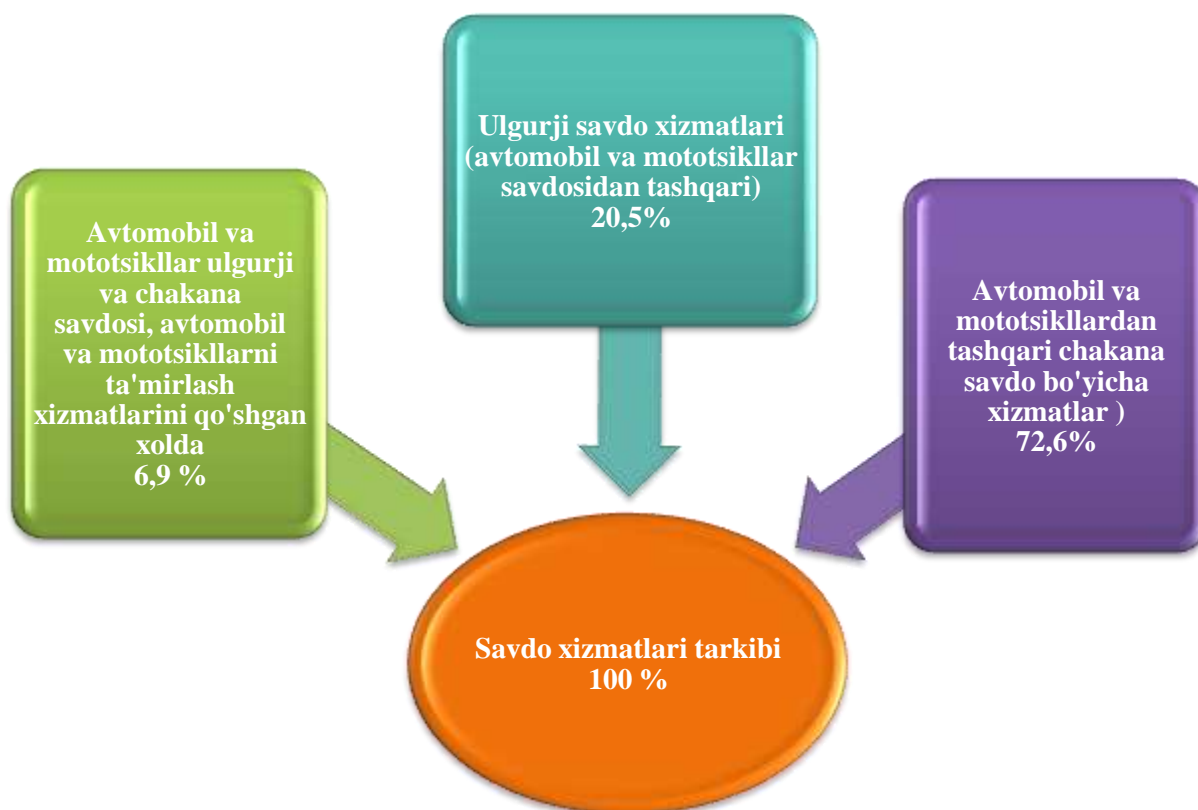 Avtomobil va
mototsikllar ulgurji
va chakana
savdosi, avtomobil
va mototsikllarni
ta'mirlash
xizmatlarini qo'shgan
xolda
6,9 %
Ulgurji savdo xizmatlari
(avtomobil va mototsikllar
savdosidan tashqari)
20,5%
Avtomobil va
mototsikllardan
tashqari chakana
savdo bo'yicha
xizmatlar )
72,6%
Savdo xizmatlari tarkibi
100 %